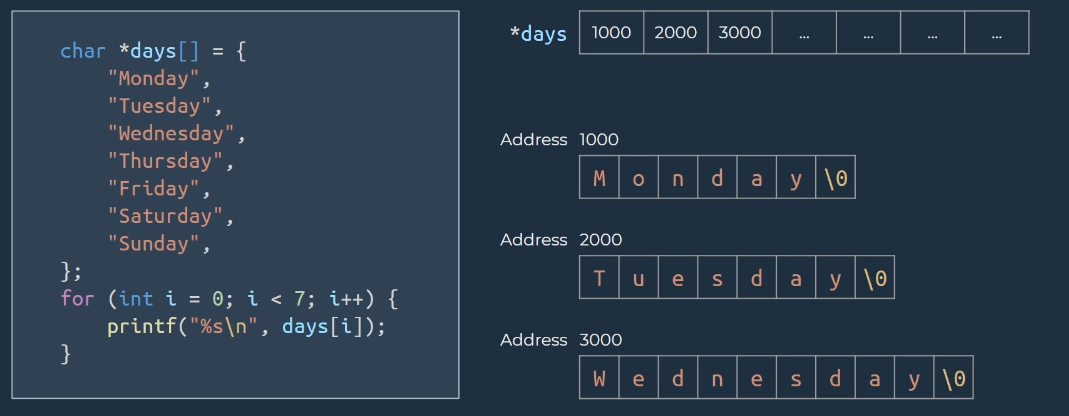 char *days[] = {
    "Monday",
    "Tuesday",
    "Wednesday",
    "Thursday",
    "Friday",
    "Saturday",
    "Sunday",
};
for (int i = 0; i < 7; i++) {
    printf("%s\n", days[i]);
}
*days 1000 2000 3000 ... ... ... ...
Address 1000
M o n d a y \0
Address 2000
T u e s d a y \0
Address 3000
W e d n e s d a y \0